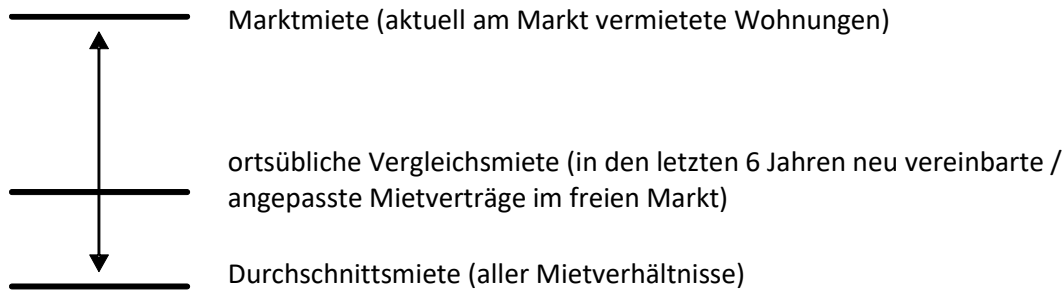 Marktmiete (aktuell am Markt vermietete Wohnungen)
ortsübliche Vergleichsmiete (in den letzten 6 Jahren neu vereinbarte /
angepasste Mietverträge im freien Markt)
Durchschnittsmiete (aller Mietverhältnisse)